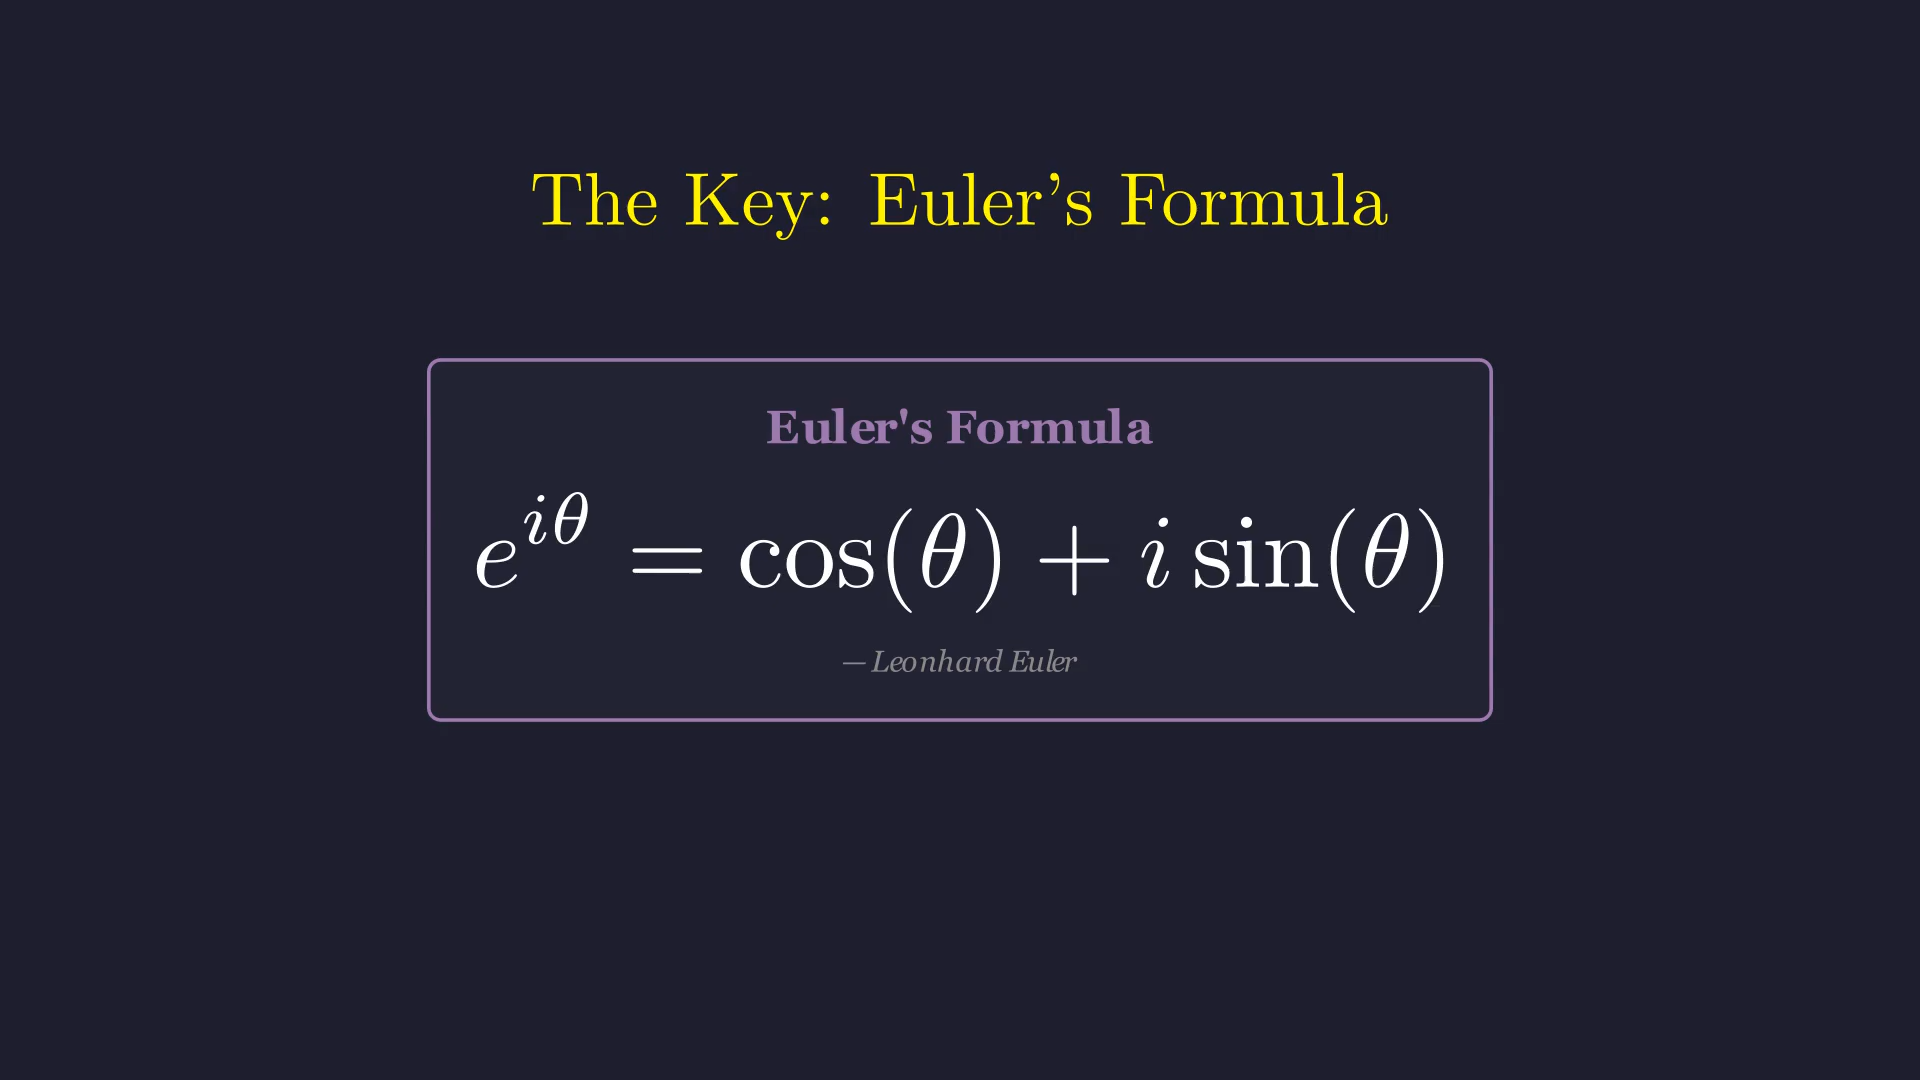 The Key: Euler’s Formula
Euler's Formula
e^{iθ} = cos(θ) + i sin(θ)
— Leonhard Euler